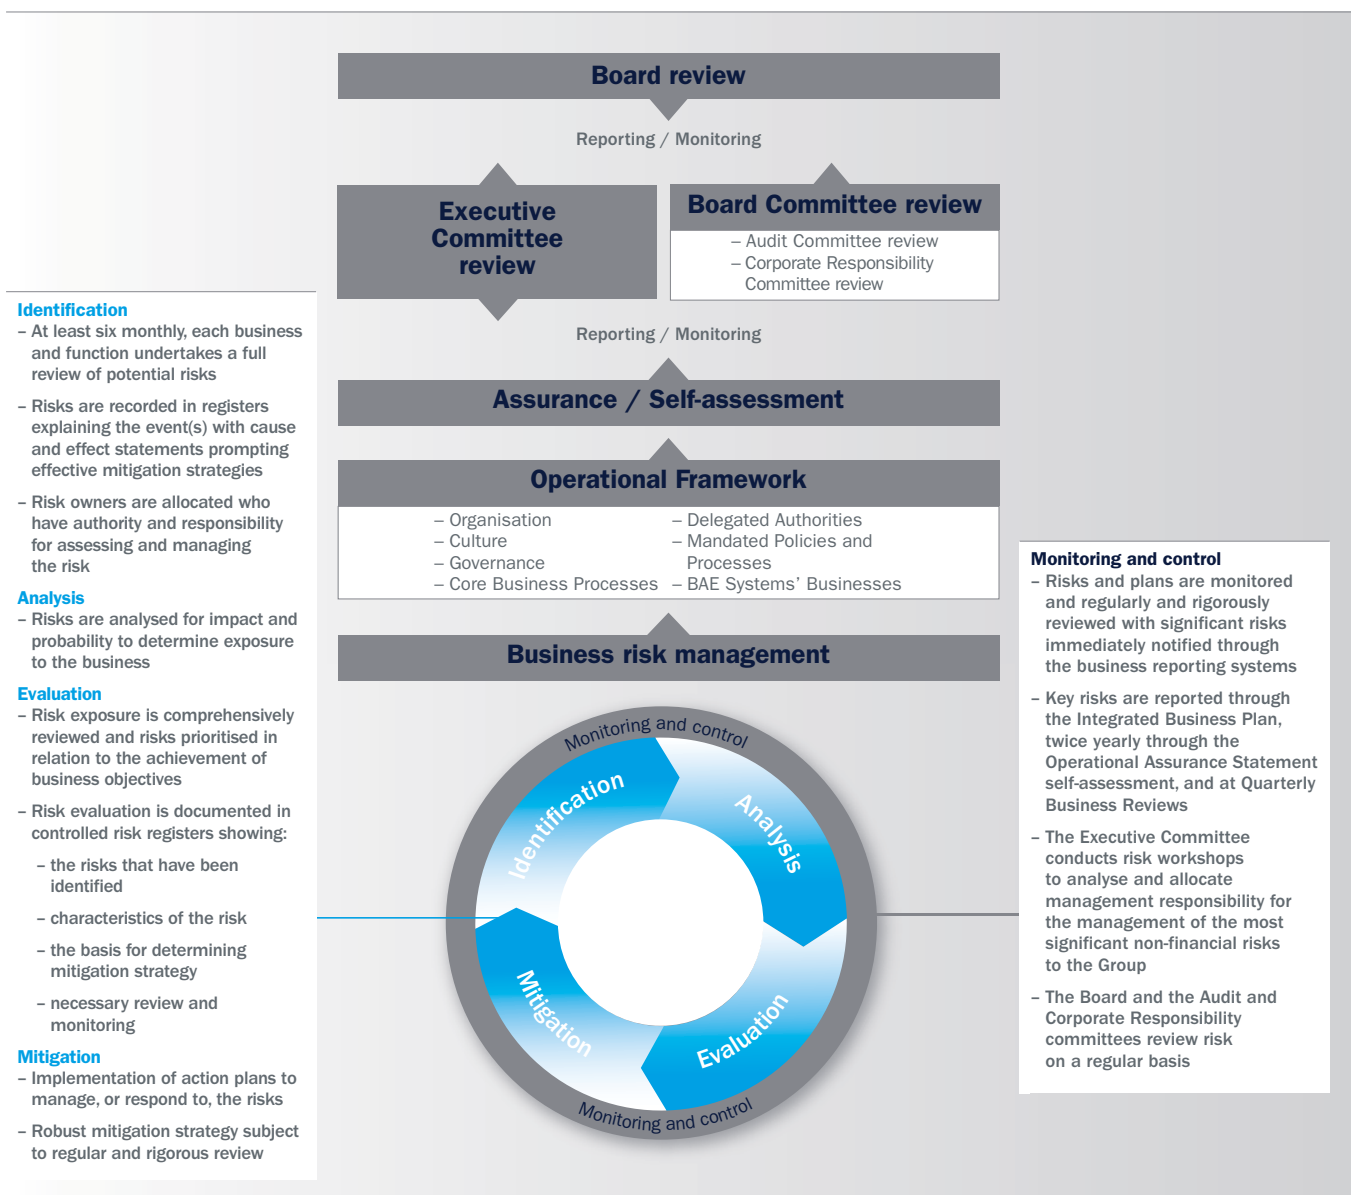 Board review
Reporting / Monitoring
Executive
Committee
review
Board Committee review
– Audit Committee review
– Corporate Responsibility
Committee review
Reporting / Monitoring
Assurance / Self-assessment
Operational Framework
– Organisation
– Culture
– Governance
– Core Business Processes
– Delegated Authorities
– Mandated Policies and
Processes
– BAE Systems’ Businesses
Business risk management
Identification
– At least six monthly, each business
and function undertakes a full
review of potential risks
– Risks are recorded in registers
explaining the event(s) with cause
and effect statements prompting
effective mitigation strategies
– Risk owners are allocated who
have authority and responsibility
for assessing and managing
the risk
Analysis
– Risks are analysed for impact and
probability to determine exposure
to the business
Evaluation
– Risk exposure is comprehensively
reviewed and risks prioritised in
relation to the achievement of
business objectives
– Risk evaluation is documented in
controlled risk registers showing:
– the risks that have been
identified
– characteristics of the risk
– the basis for determining
mitigation strategy
– necessary review and
monitoring
Mitigation
– Implementation of action plans to
manage, or respond to, the risks
– Robust mitigation strategy subject
to regular and rigorous review
Monitoring and control
Identification
Analysis
Mitigation
Evaluation
Monitoring and control
Monitoring and control
– Risks and plans are monitored
and regularly and rigorously
reviewed with significant risks
immediately notified through
the business reporting systems
– Key risks are reported through
the Integrated Business Plan,
twice yearly through the
Operational Assurance Statement
self-assessment, and at Quarterly
Business Reviews
– The Executive Committee
conducts risk workshops
to analyse and allocate
management responsibility for
the management of the most
significant non-financial risks
to the Group
– The Board and the Audit and
Corporate Responsibility
committees review risk
on a regular basis